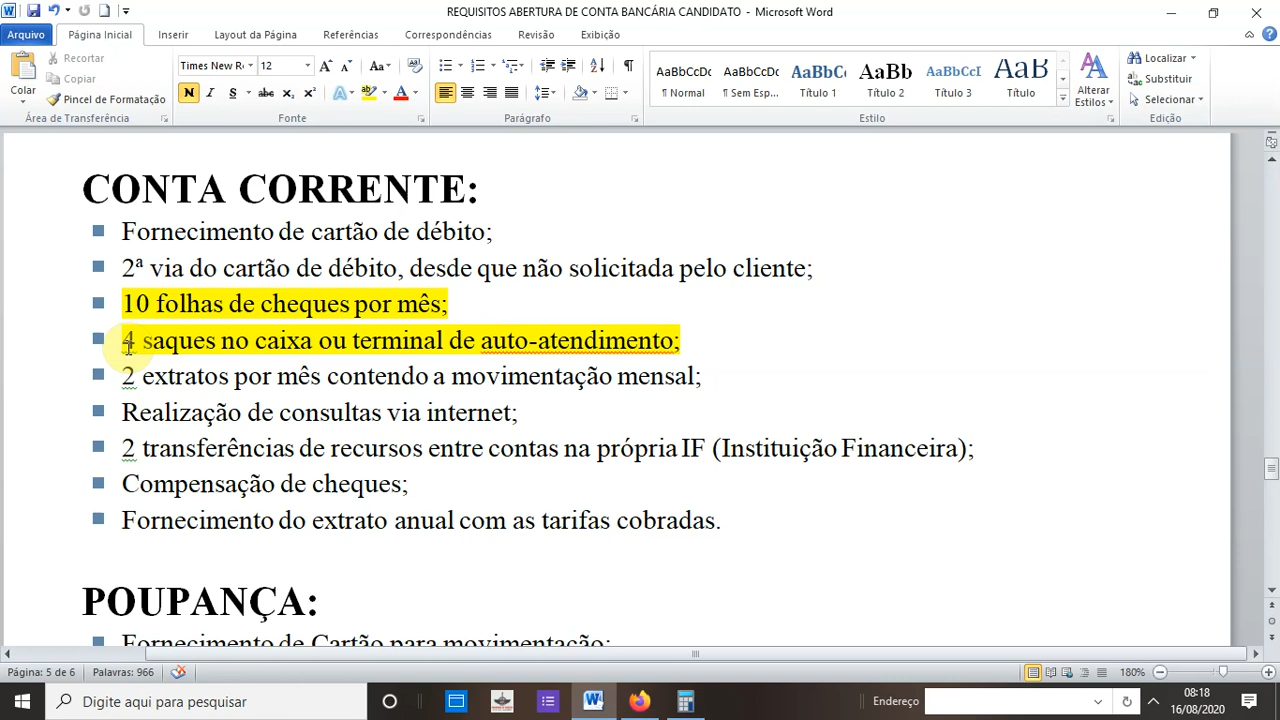 REQUISITOS ABERTURA DE CONTA BANCÁRIA CANDIDATO - Microsoft Word
Arquivo Página Inicial Inserir Layout da Página Referências Correspondências Revisão Exibição
Colar
Recortar
Copiar
Pincel de Formatação
Área de Transferência
Times New Ro 12
N I S abc
Fonte
Parágrafo
AaBbCcDc AaBbCcDc AaBbC AaBb AaBbCcI AaB
¶ Normal ¶ Sem Esp... Título 1 Título 2 Título 3 Título
Alterar Estilos
Estilo
Localizar
Substituir
Selecionar
Edição
CONTA CORRENTE:
Fornecimento de cartão de débito;
2ª via do cartão de débito, desde que não solicitada pelo cliente;
10 folhas de cheques por mês;
4 saques no caixa ou terminal de auto-atendimento;
2 extratos por mês contendo a movimentação mensal;
Realização de consultas via internet;
2 transferências de recursos entre contas na própria IF (Instituição Financeira);
Compensação de cheques;
Fornecimento do extrato anual com as tarifas cobradas.
POUPANÇA:
Fornecimento de Cartão para movimentação;
Página: 5 de 6 Palavras: 966 180%
Digite aqui para pesquisar
Endereço
08:18
16/08/2020